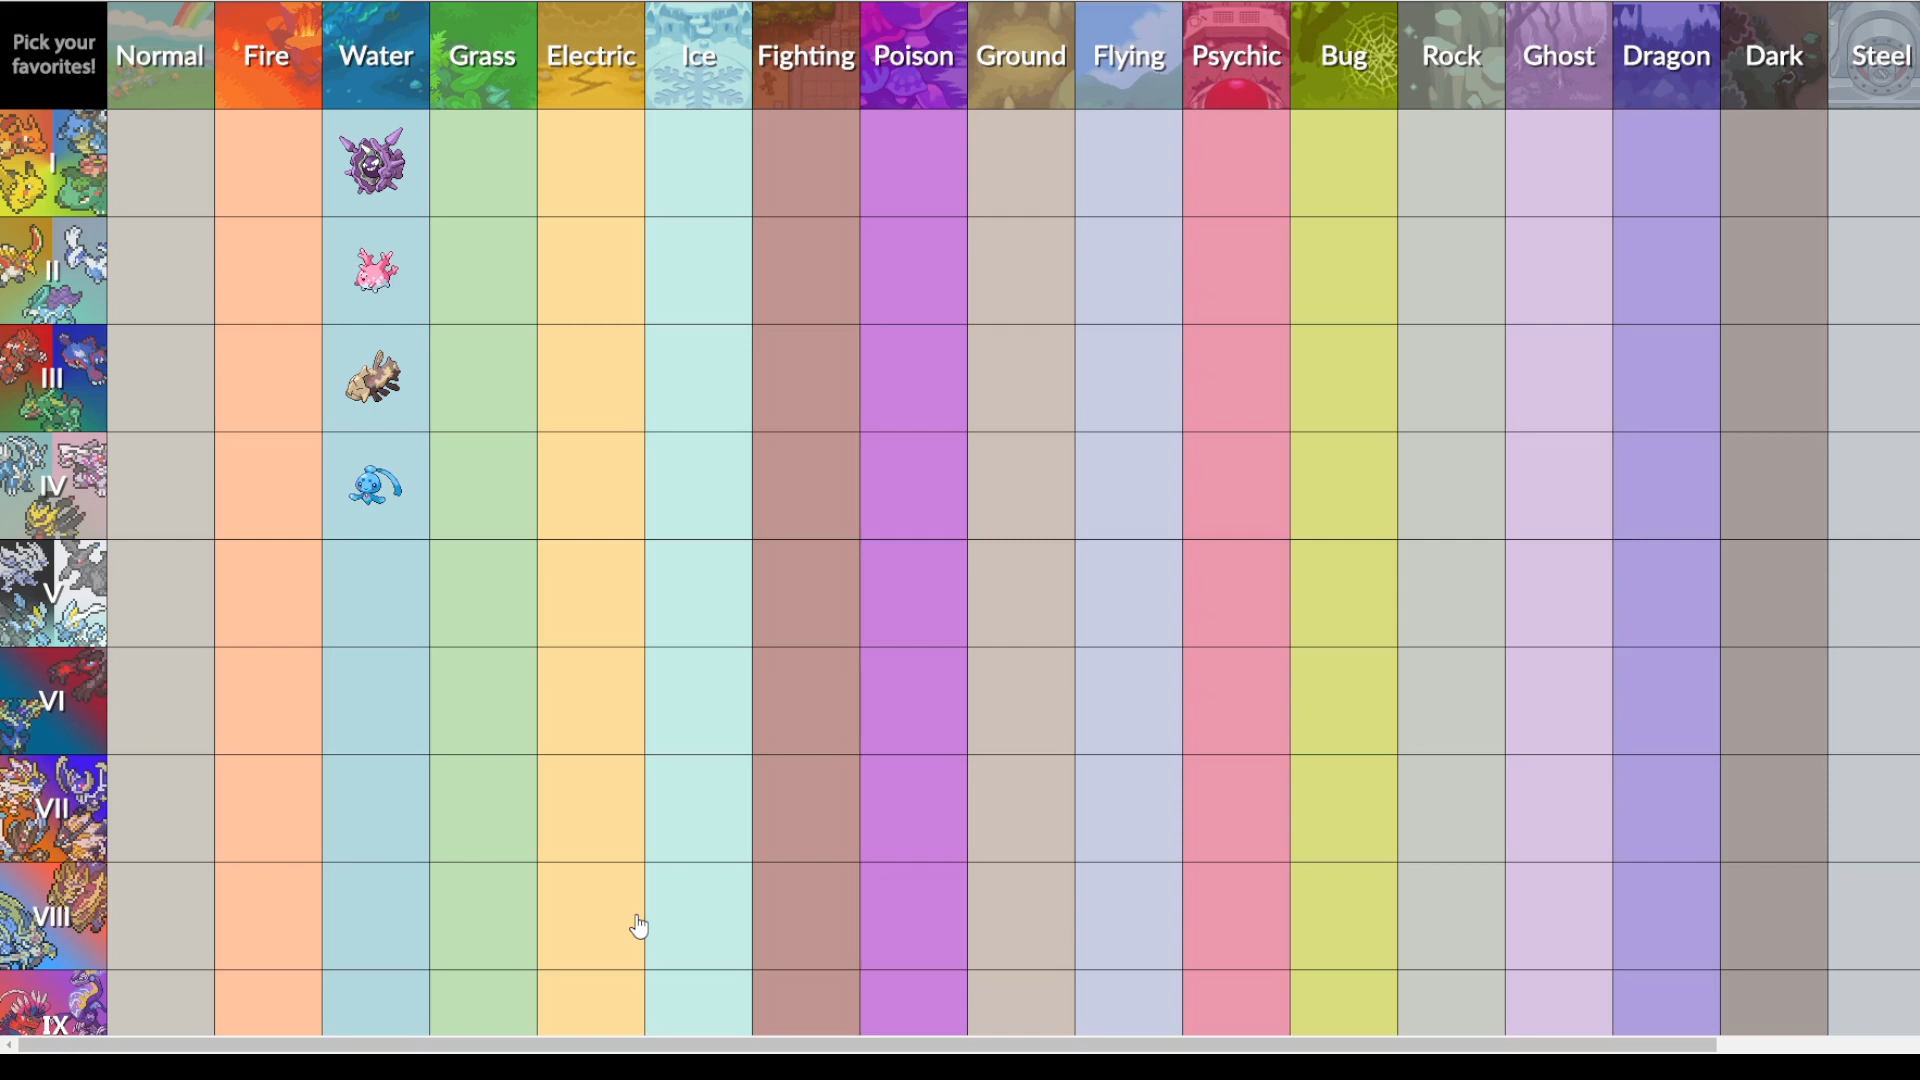 Pick your
favorites!
Normal
Fire
Water
Grass
Electric
Ice
Fighting
Poison
Ground
Flying
Psychic
Bug
Rock
Ghost
Dragon
Dark
Steel
I
II
III
IV
V
VI
VII
VIII
IX